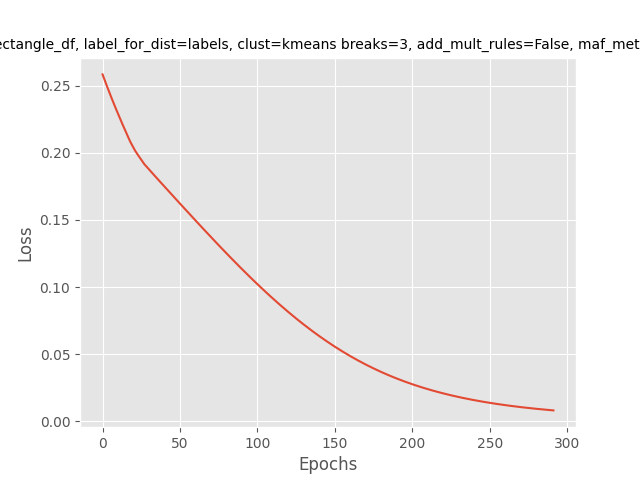 ectangle_df, label_for_dist=labels, clust=kmeans breaks=3, add_mult_rules=False, maf_met
0.25
0.20
0.15
0.10
0.05
0.00
Loss
0 50 100 150 200 250 300
Epochs